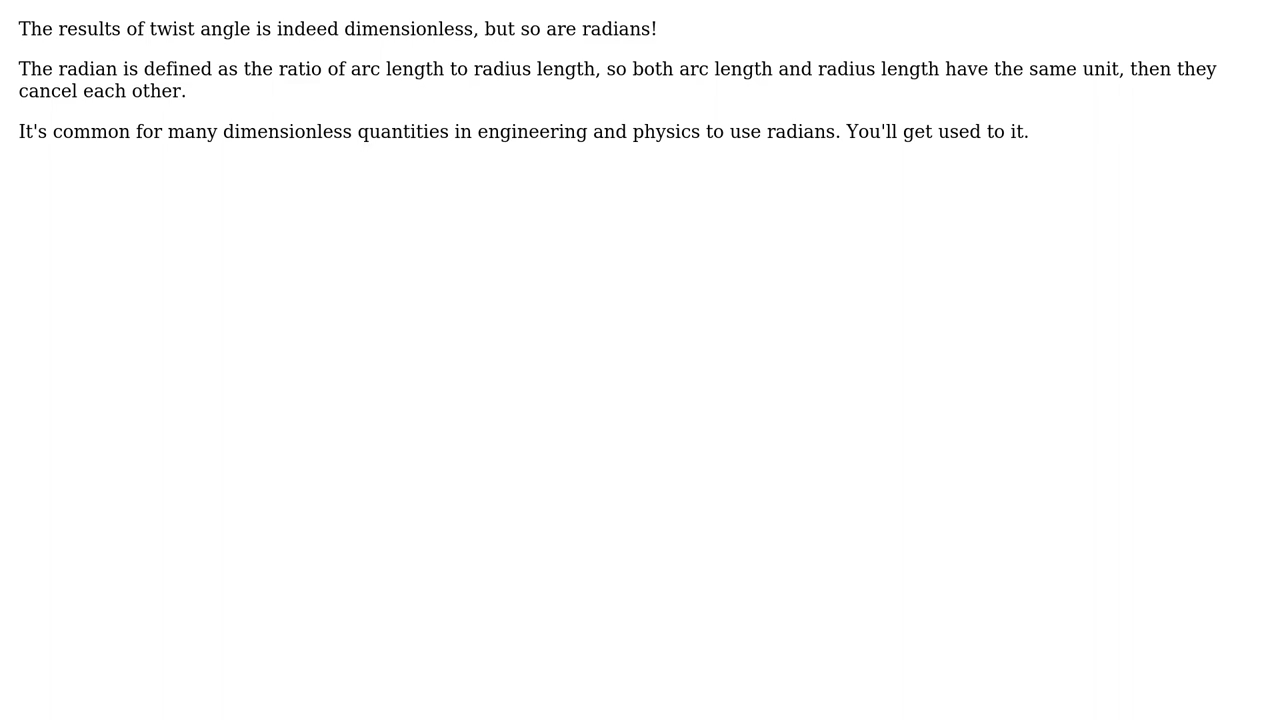 The results of twist angle is indeed dimensionless, but so are radians!
The radian is defined as the ratio of arc length to radius length, so both arc length and radius length have the same unit, then they
cancel each other.
It's common for many dimensionless quantities in engineering and physics to use radians. You'll get used to it.